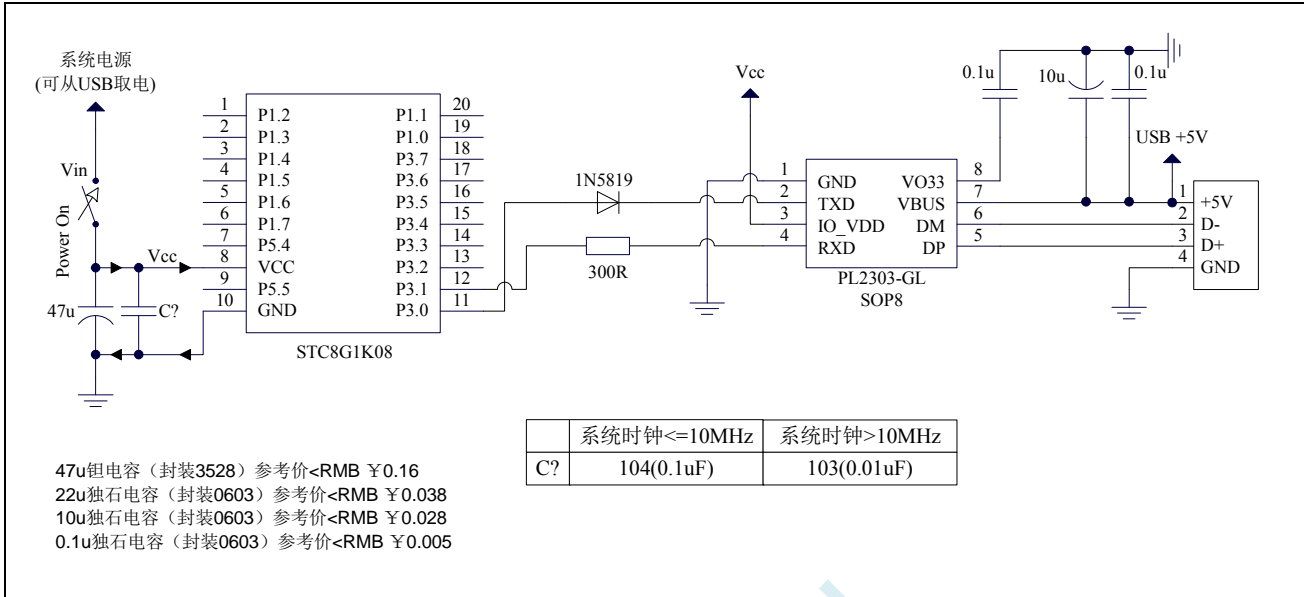 系统电源
(可从USB取电)
Vin
Power On
Vcc
47u
C?
1 P1.2 P1.1 20
2 P1.3 P1.0 19
3 P1.4 P3.7 18
4 P1.5 P3.6 17
5 P1.6 P3.5 16
6 P1.7 P3.4 15
7 P5.4 P3.3 14
8 VCC P3.2 13
9 P5.5 P3.1 12
10 GND P3.0 11
STC8G1K08
1N5819
300R
Vcc
0.1u 10u 0.1u
USB +5V
1 GND VO33 8
2 TXD VBUS 7
3 IO_VDD DM 6
4 RXD DP 5
PL2303-GL
SOP8
1 +5V
2 D-
3 D+
4 GND
系统时钟<=10MHz 系统时钟>10MHz
C? 104(0.1uF) 103(0.01uF)
47u钽电容（封装3528）参考价<RMB ￥0.16
22u独石电容（封装0603）参考价<RMB ￥0.038
10u独石电容（封装0603）参考价<RMB ￥0.028
0.1u独石电容（封装0603）参考价<RMB ￥0.005